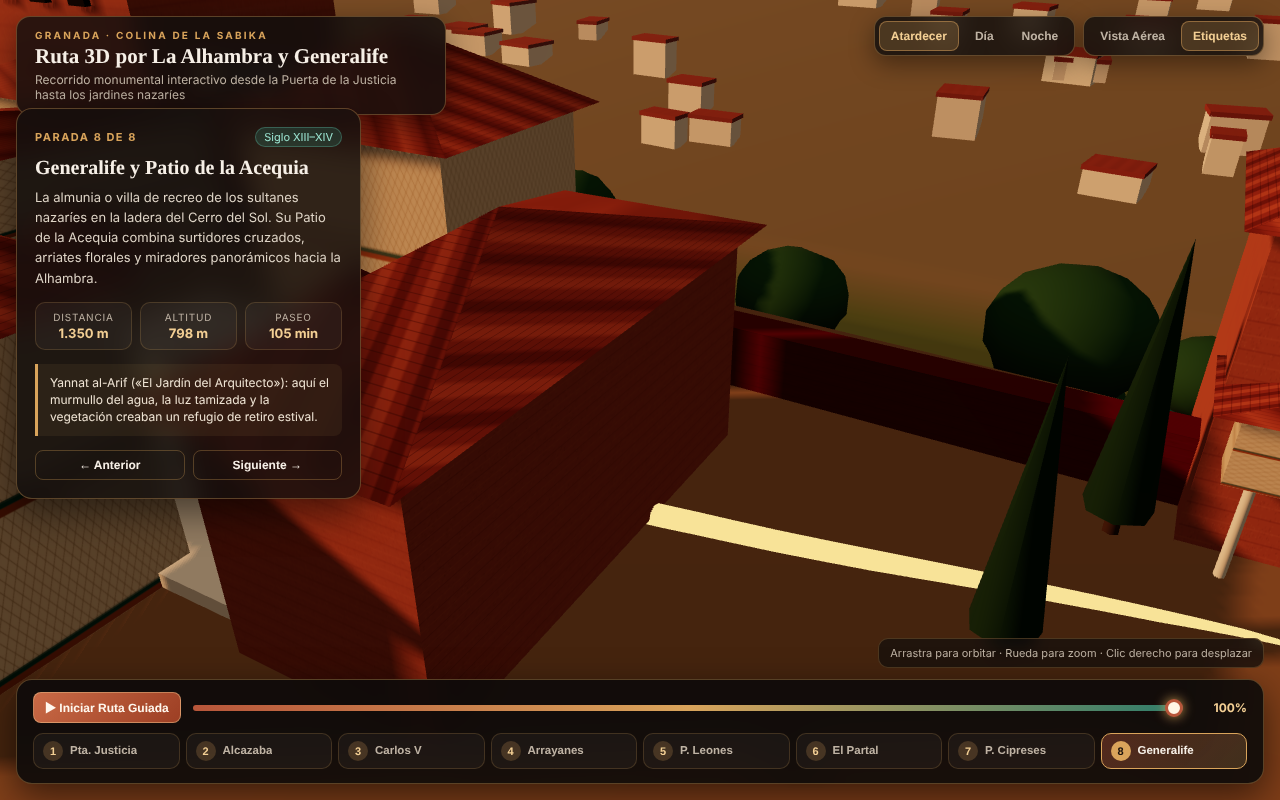 GRANADA · COLINA DE LA SABIKA
Ruta 3D por La Alhambra y Generalife
Recorrido monumental interactivo desde la Puerta de la Justicia
hasta los jardines nazaríes
Atardecer
Día
Noche
Vista Aérea
Etiquetas
PARADA 8 DE 8
Siglo XIII–XIV
Generalife y Patio de la Acequia
La almunia o villa de recreo de los sultanes
nazaríes en la ladera del Cerro del Sol. Su Patio
de la Acequia combina surtidores cruzados,
arriates florales y miradores panorámicos hacia la
Alhambra.
DISTANCIA
1.350 m
ALTITUD
798 m
PASEO
105 min
Yannat al-Arif («El Jardín del Arquitecto»): aquí el
murmullo del agua, la luz tamizada y la
vegetación creaban un refugio de retiro estival.
← Anterior
Siguiente →
Arrastra para orbitar · Rueda para zoom · Clic derecho para desplazar
▶ Iniciar Ruta Guiada
100%
1 Pta. Justicia
2 Alcazaba
3 Carlos V
4 Arrayanes
5 P. Leones
6 El Partal
7 P. Cipreses
8 Generalife